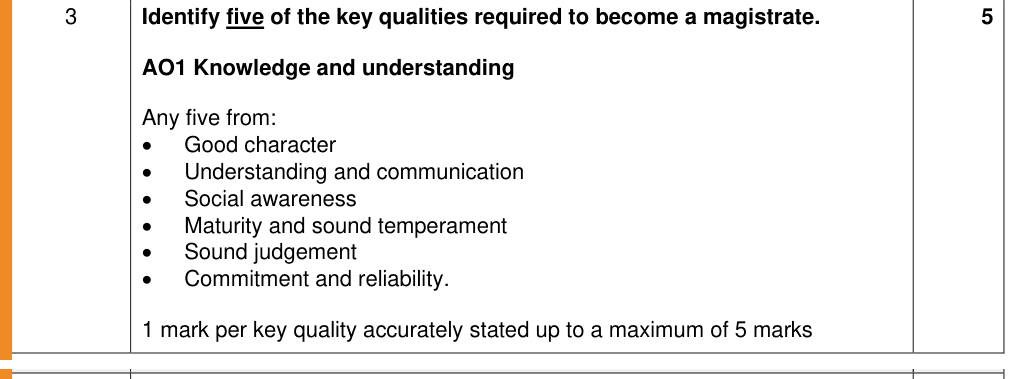 3 Identify five of the key qualities required to become a magistrate. 5
AO1 Knowledge and understanding
Any five from:
• Good character
• Understanding and communication
• Social awareness
• Maturity and sound temperament
• Sound judgement
• Commitment and reliability.
1 mark per key quality accurately stated up to a maximum of 5 marks